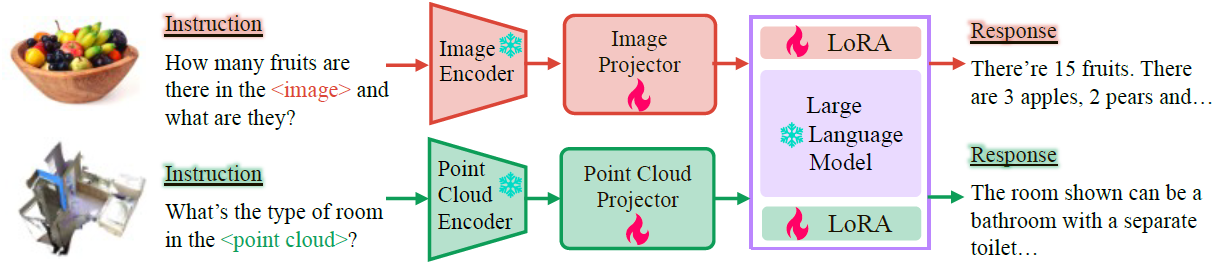 Instruction
How many fruits are
there in the <image> and
what are they?
Image
Encoder
Image
Projector
LoRA
Response
There're 15 fruits. There
are 3 apples, 2 pears and…
Large
Language
Model
Instruction
What's the type of room
in the <point cloud>?
Point
Cloud
Encoder
Point Cloud
Projector
LoRA
Response
The room shown can be a
bathroom with a separate
toilet…